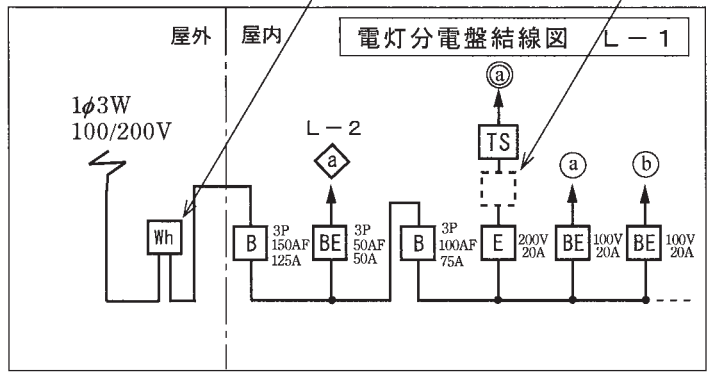 屋外
屋内
電灯分電盤結線図 L-1
ⓐ
1φ3W
100/200V
L-2
a
TS
ⓐ
ⓑ
Wh
B
3P
150AF
125A
BE
3P
50AF
50A
B
3P
100AF
75A
E
200V
20A
BE
100V
20A
BE
100V
20A